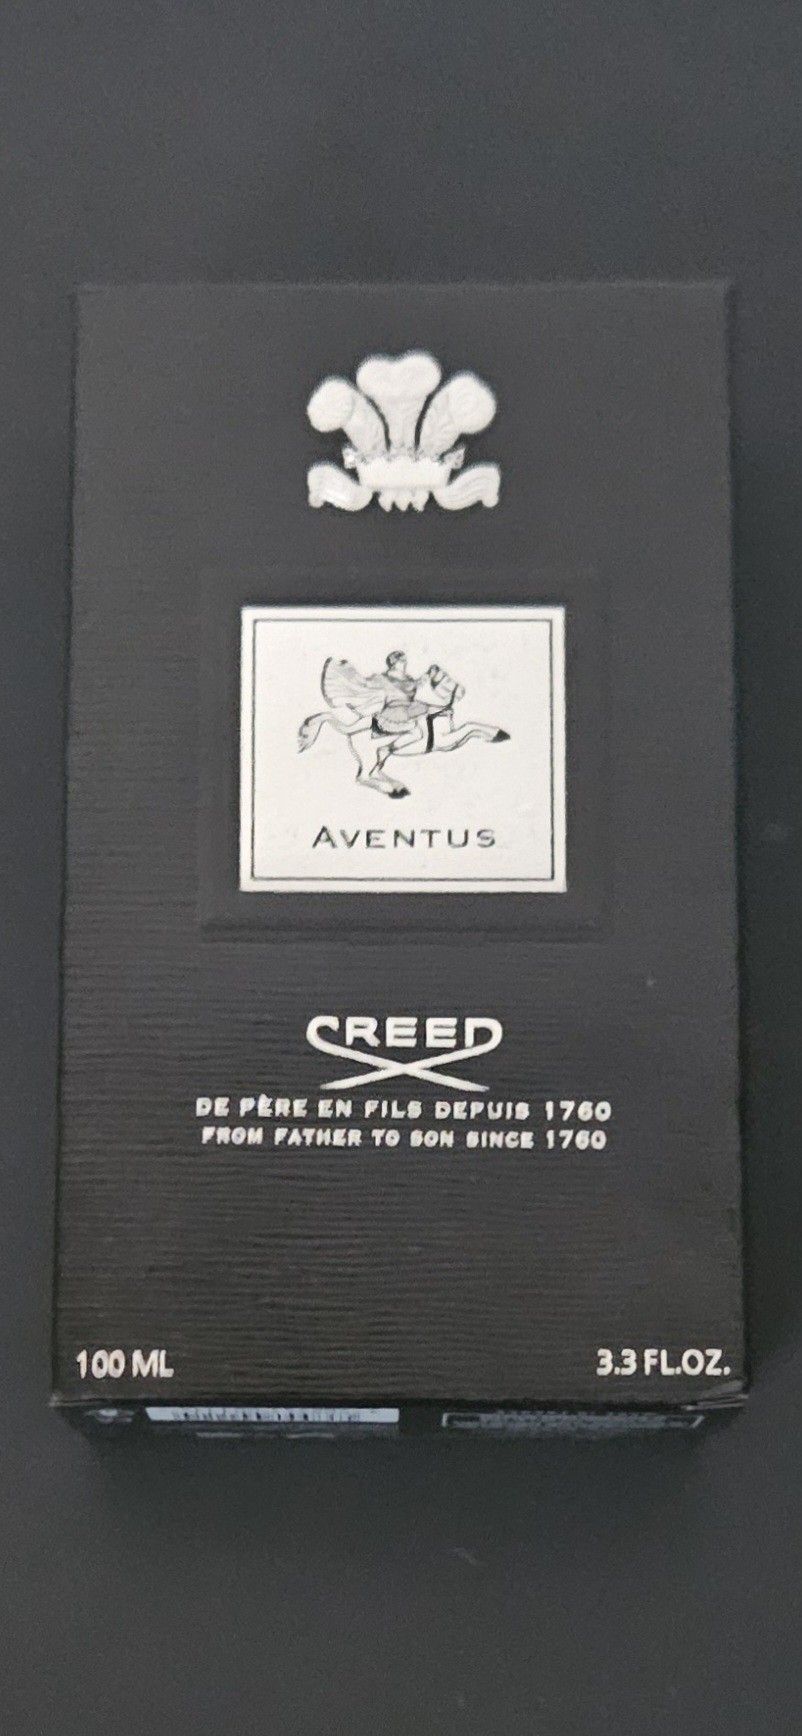 AVENTUS
CREED
DE PÈRE EN FILS DEPUIS 1760
FROM FATHER TO SON SINCE 1760
100 ML
3.3 FL.OZ.